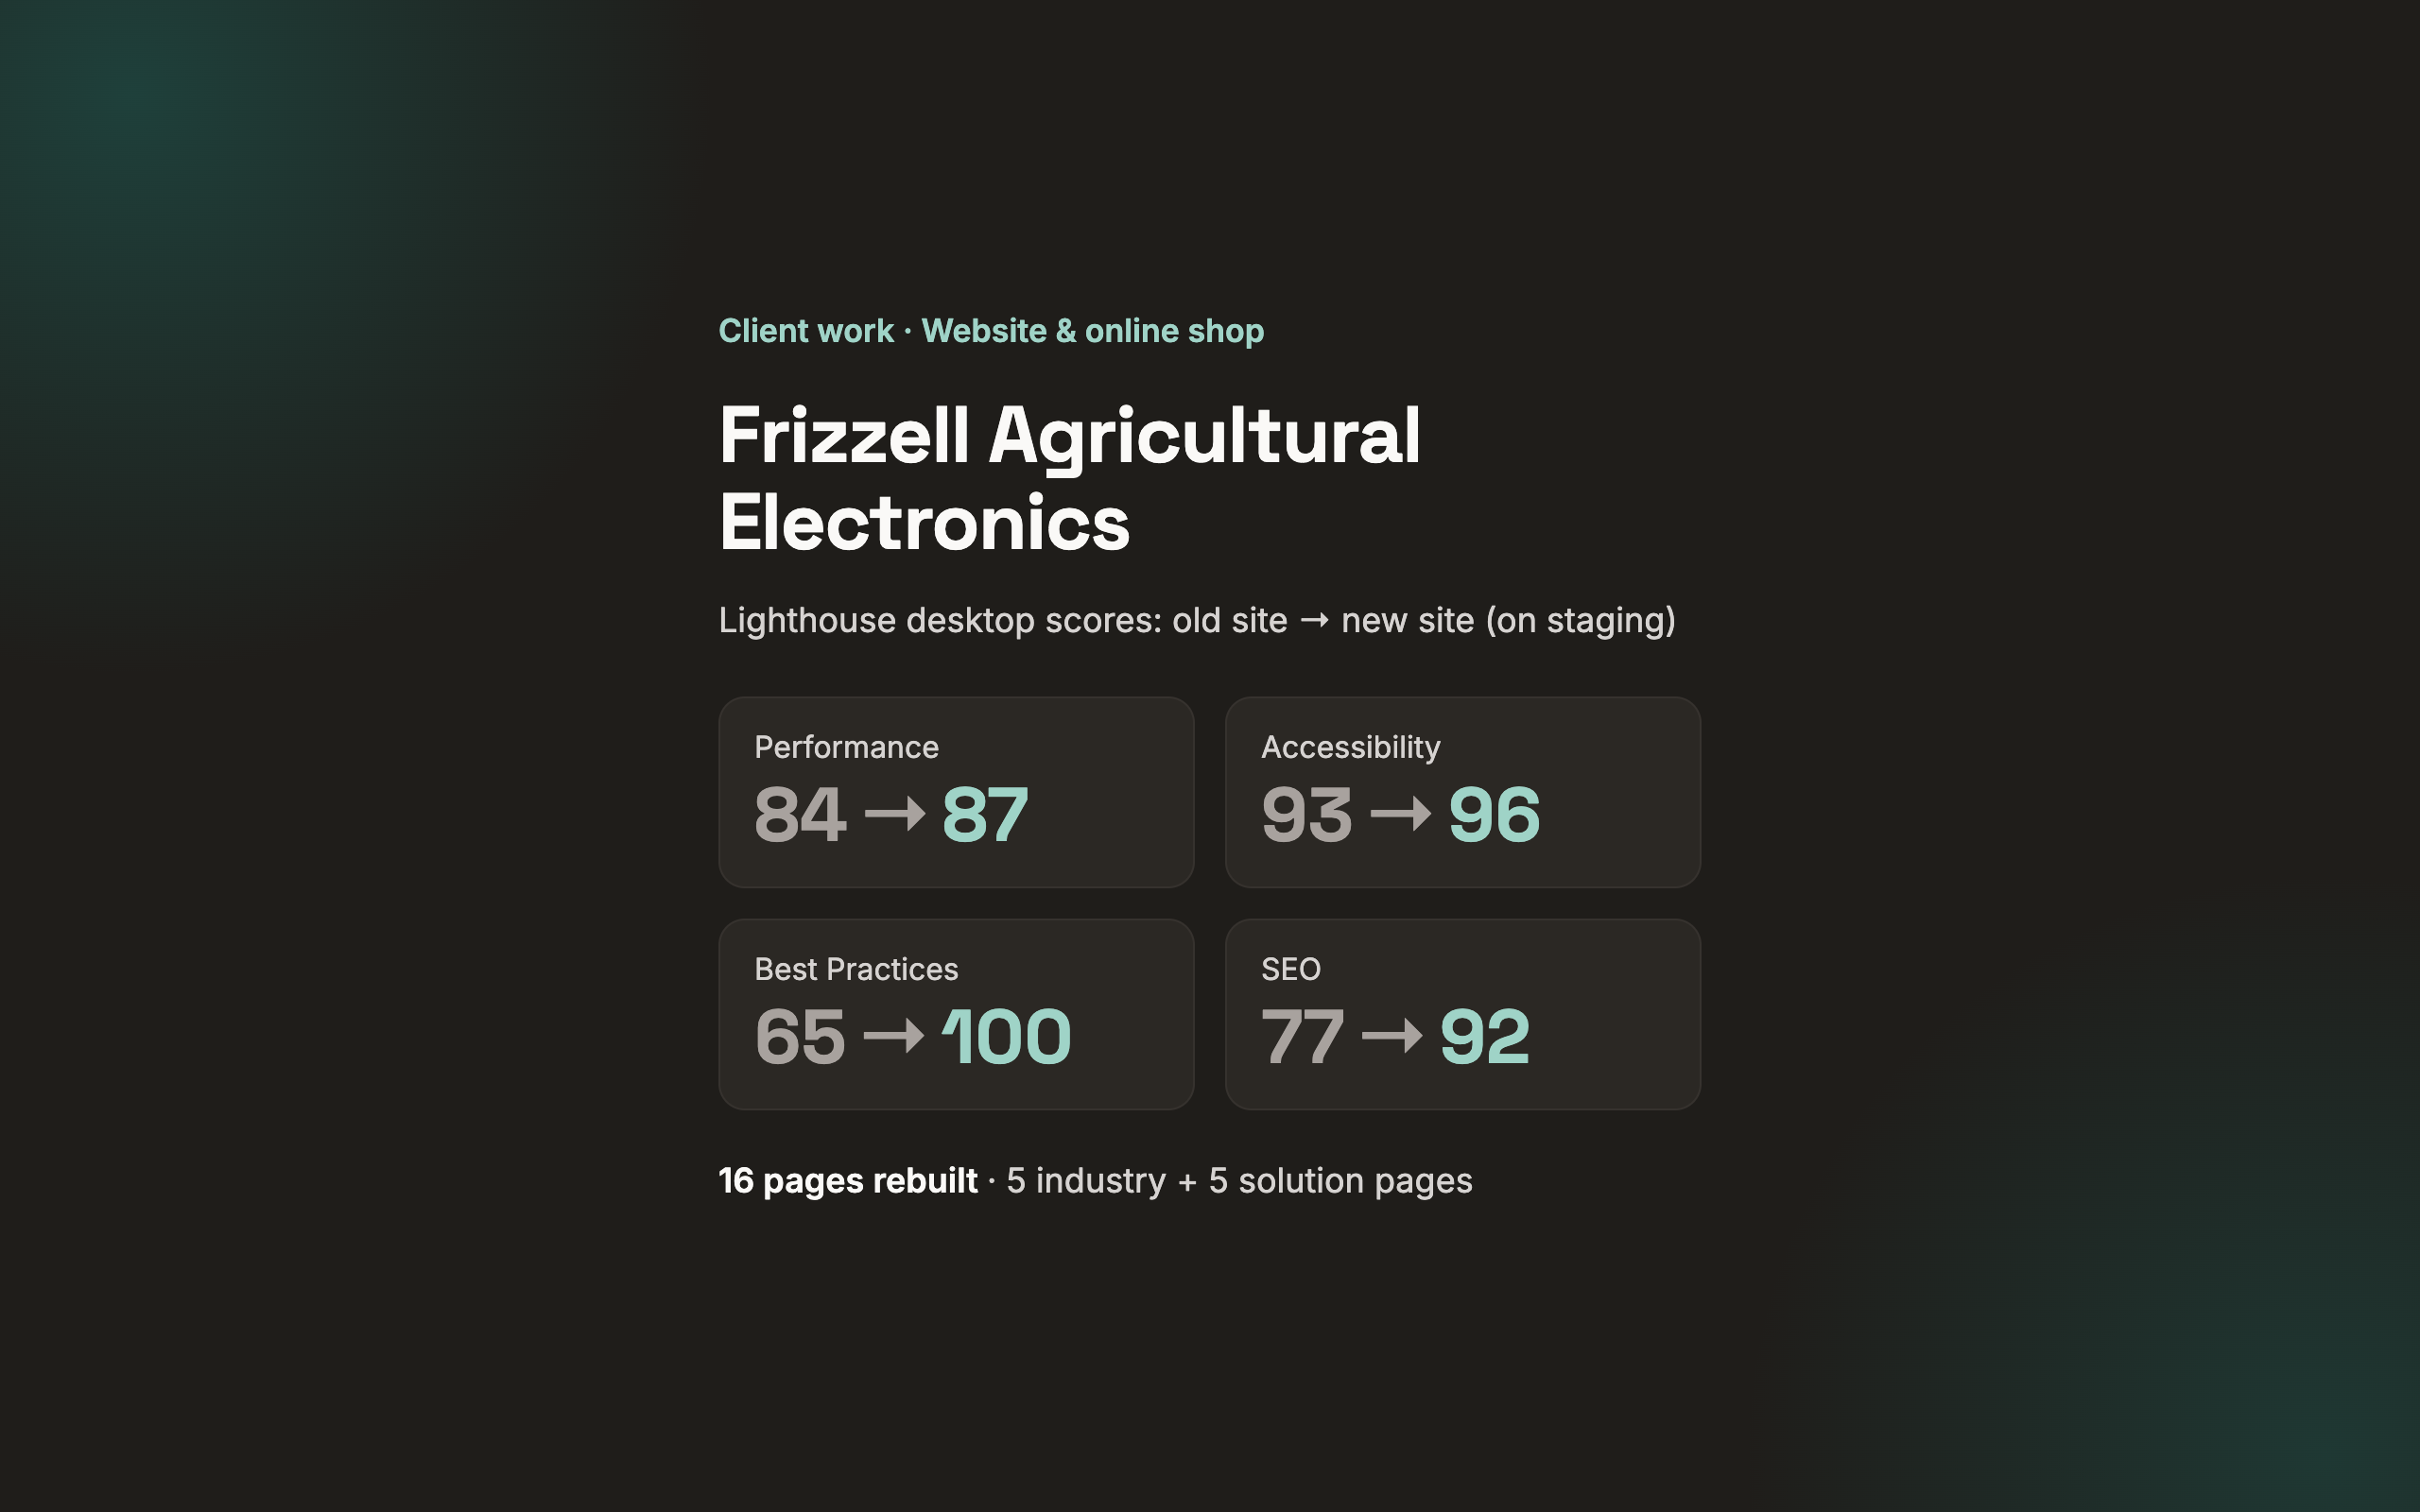 Client work · Website & online shop
Frizzell Agricultural
Electronics
Lighthouse desktop scores: old site → new site (on staging)
Performance
84 → 87
Accessibility
93 → 96
Best Practices
65 → 100
SEO
77 → 92
16 pages rebuilt · 5 industry + 5 solution pages